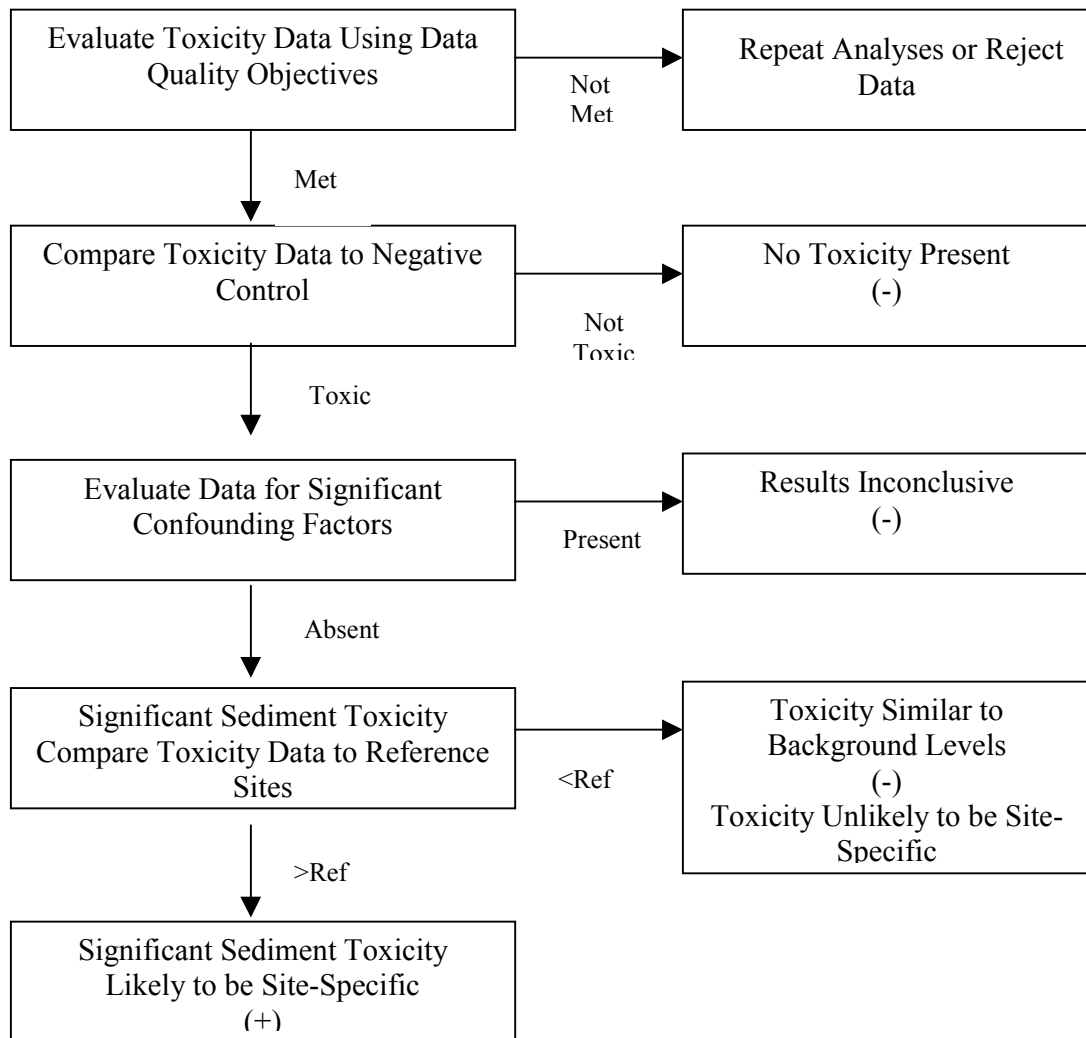 Evaluate Toxicity Data Using Data
Quality Objectives
Not
Met
Repeat Analyses or Reject
Data
Met
Compare Toxicity Data to Negative
Control
Not
Toxic
No Toxicity Present
(-)
Toxic
Evaluate Data for Significant
Confounding Factors
Present
Results Inconclusive
(-)
Absent
Significant Sediment Toxicity
Compare Toxicity Data to Reference
Sites
<Ref
Toxicity Similar to
Background Levels
(-)
Toxicity Unlikely to be Site-
Specific
>Ref
Significant Sediment Toxicity
Likely to be Site-Specific
(+)